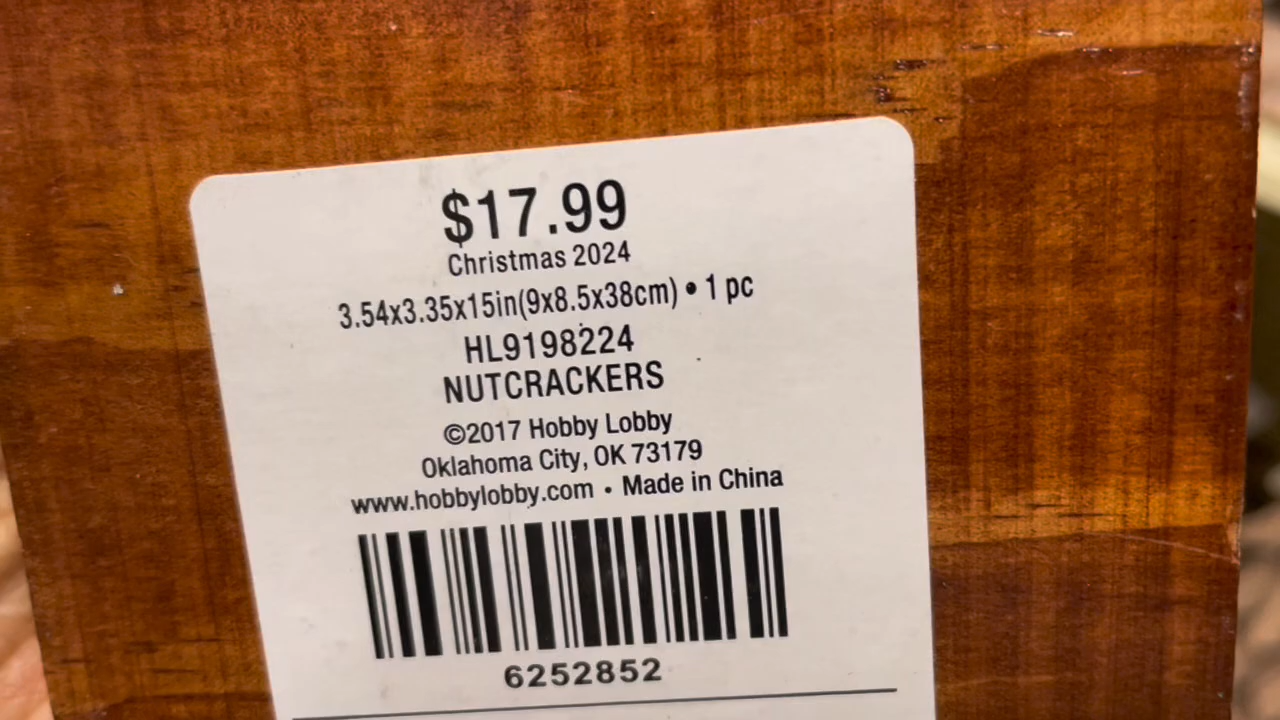 $17.99
Christmas 2024
3.54x3.35x15in(9x8.5x38cm) • 1 pc
HL9198224
NUTCRACKERS
©2017 Hobby Lobby
Oklahoma City, OK 73179
www.hobbylobby.com • Made in China
6252852